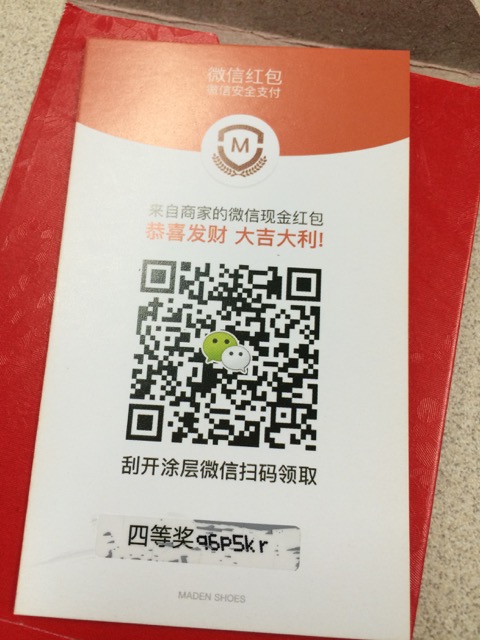 微信红包
微信安全支付
M
来自商家的微信现金红包
恭喜发财 大吉大利!
刮开涂层微信扫码领取
四等奖q6p5kr
MADEN SHOES